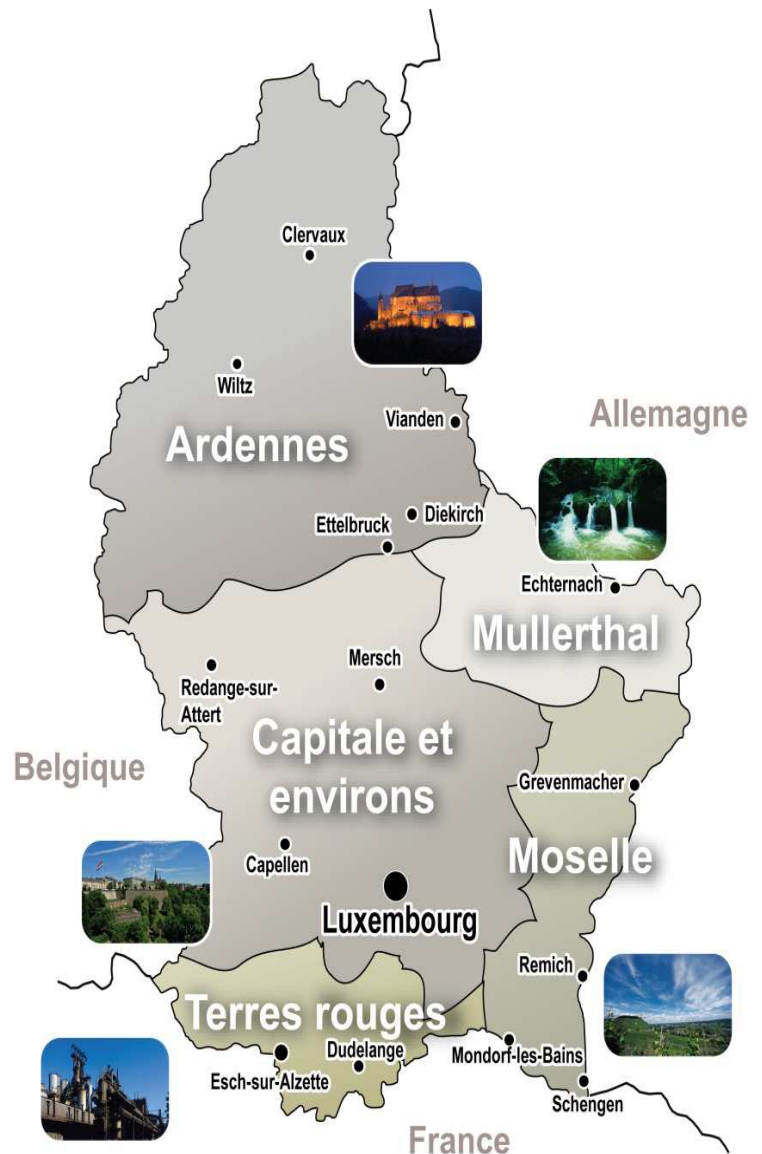 Clervaux
Wiltz
Vianden
Allemagne
Ardennes
Diekirch
Ettelbruck
Echternach
Mullerthal
Mersch
Redange-sur-
Attert
Capitale et
environs
Belgique
Grevenmacher
Capellen
Moselle
Luxembourg
Remich
Terres rouges
Dudelange
Mondorf-les-Bains
Esch-sur-Alzette
Schengen
France